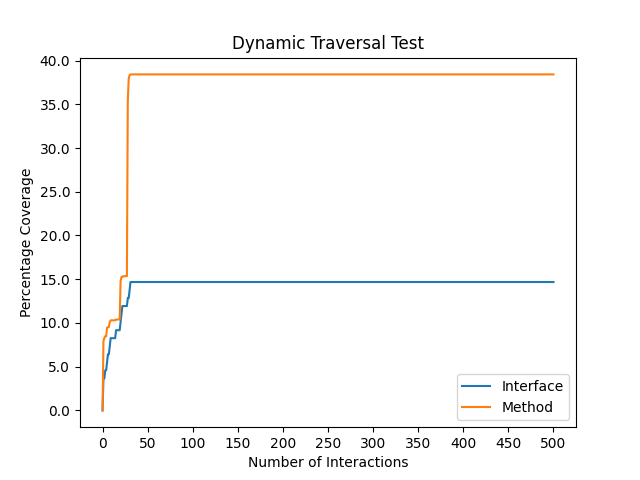 Dynamic Traversal Test
40.0
35.0
30.0
25.0
20.0
15.0
10.0
5.0
0.0
Percentage Coverage
0 50 100 150 200 250 300 350 400 450 500
Number of Interactions
Interface
Method